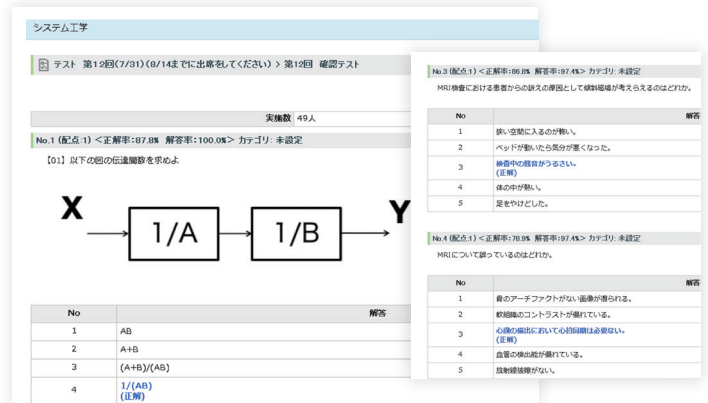 システム工学
テスト 第12回(7/31)(8/14までに出席をしてください) > 第12回 確認テスト
実施数 49人
No.1 (配点:1) <正解率:87.8% 解答率:100.0%> カテゴリ: 未設定
【01】以下の図の伝達関数を求めよ
X
1/A
1/B
Y
No 解答
1 AB
2 A+B
3 (A+B)/(AB)
4 1/(AB)
(正解)
No.3 (配点:1) <正解率:86.8% 解答率:97.4%> カテゴリ: 未設定
MRI検査における患者からの訴えの原因として傾斜磁場が考えらえるのはどれか。
No 解答
1 狭い空間に入るのが怖い。
2 ベッドが動いたら気分が悪くなった。
3 検査中の騒音がうるさい。
(正解)
4 体の中が熱い。
5 足をやけどした。
No.4 (配点:1) <正解率:78.9% 解答率:97.4%> カテゴリ: 未設定
MRIについて誤っているのはどれか。
No 解答
1 骨のアーチファクトがない画像が得られる。
2 軟組織のコントラストが優れている。
3 心臓の描出において心拍同期は必要ない。
(正解)
4 血管の検出能が優れている。
5 放射線被曝がない。